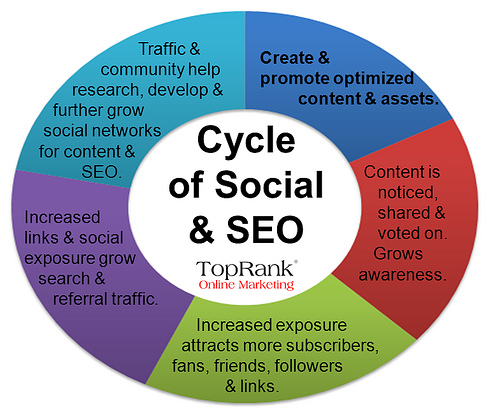 Cycle
of Social
& SEO
TopRank®
Online Marketing
Create &
promote optimized
content & assets.
Content is
noticed,
shared &
voted on.
Grows
awareness.
Increased exposure
attracts more subscribers,
fans, friends, followers
& links.
Increased
links & social
exposure grow
search &
referral traffic.
Traffic &
community help
research, develop &
further grow
social networks
for content &
SEO.